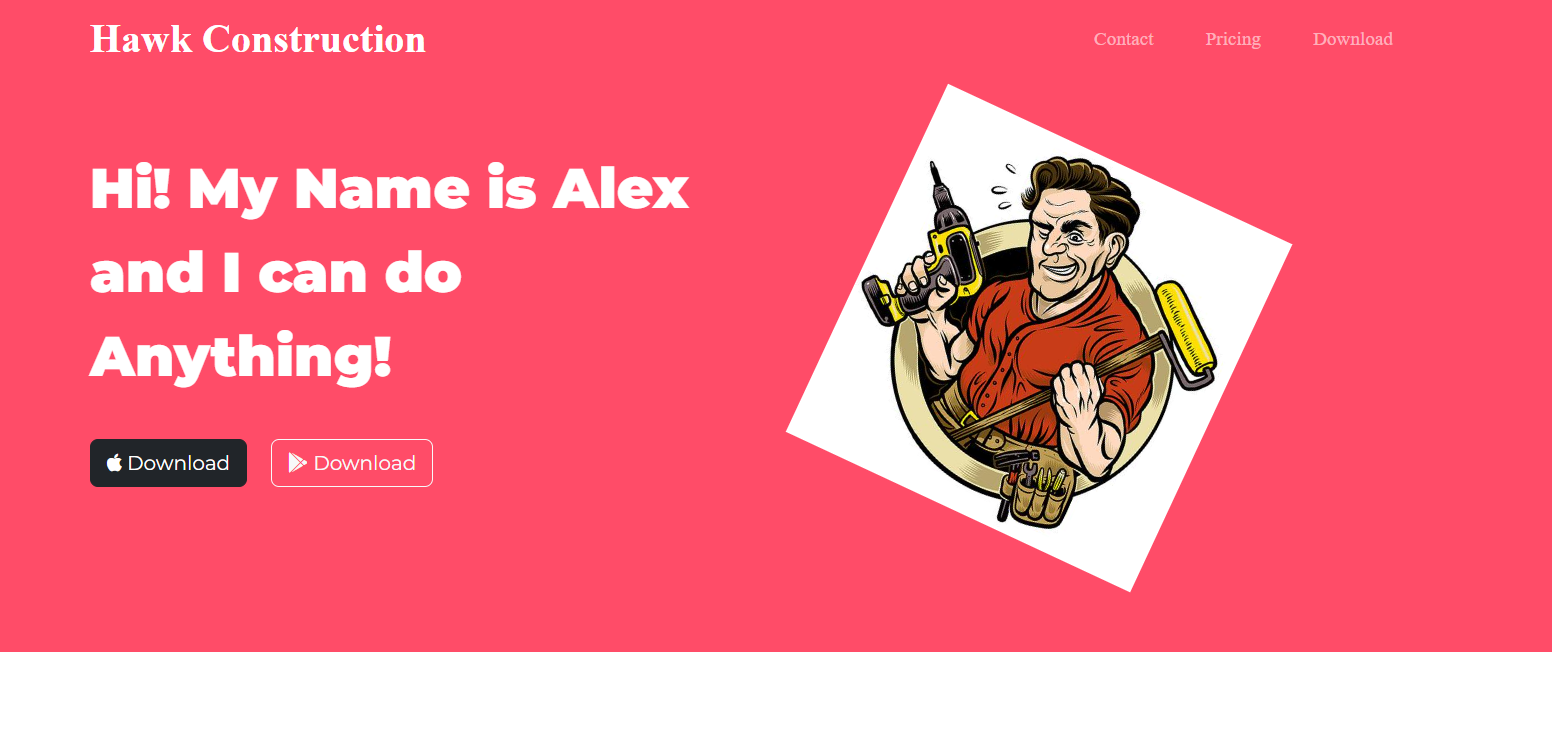 Hawk Construction
Contact Pricing Download
Hi! My Name is Alex
and I can do
Anything!
Download Download